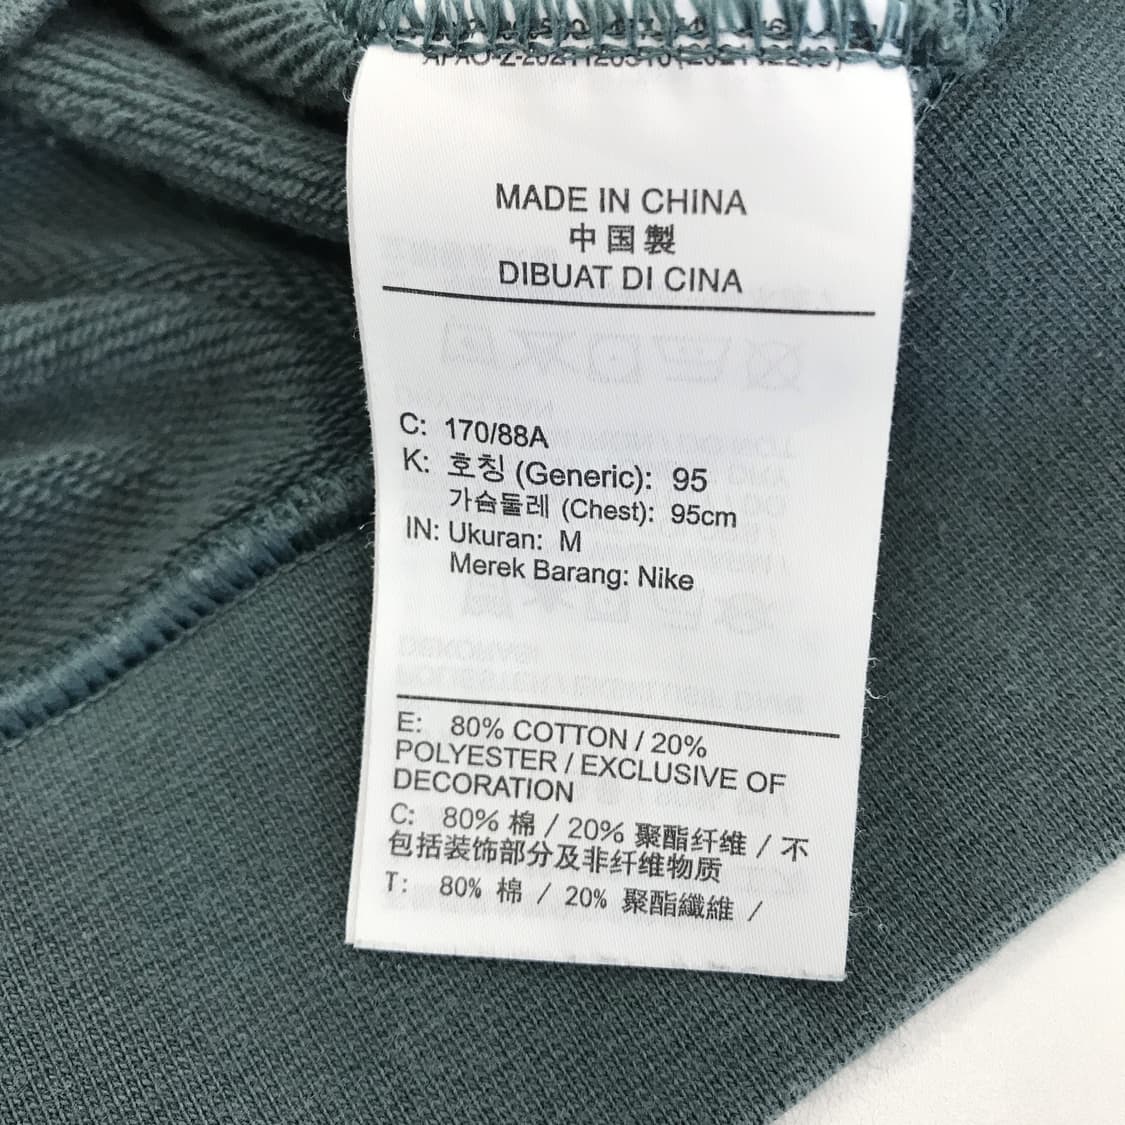 MADE IN CHINA
中国製
DIBUAT DI CINA
C: 170/88A
K: 호칭 (Generic): 95
가슴둘레 (Chest): 95cm
IN: Ukuran: M
Merek Barang: Nike
E: 80% COTTON / 20%
POLYESTER / EXCLUSIVE OF
DECORATION
C: 80% 棉 / 20% 聚酯纤维 / 不
包括装饰部分及非纤维物质
T: 80% 棉 / 20% 聚酯纖維 /